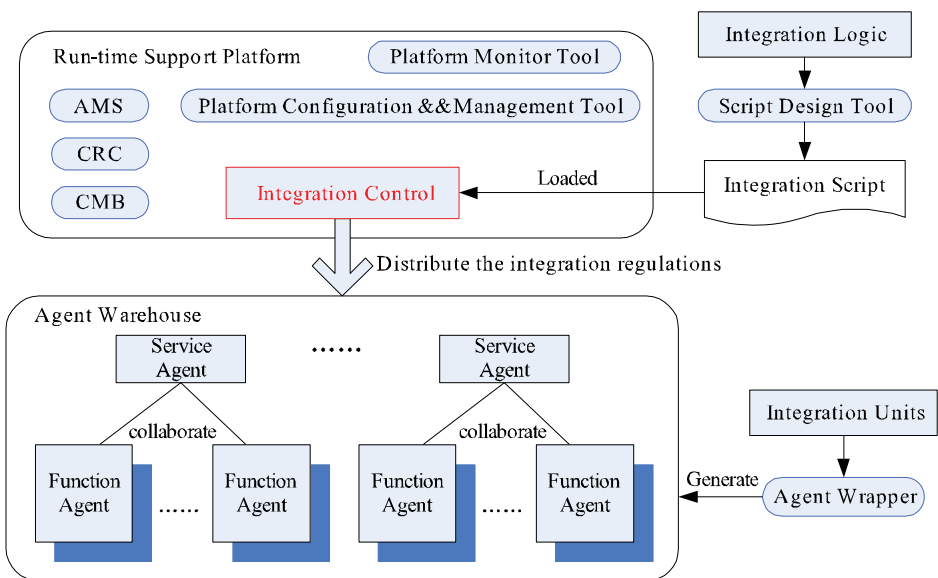 Run-time Support Platform
Platform Monitor Tool
Integration Logic
AMS
Platform Configuration &&Management Tool
Script Design Tool
CRC
CMB
Integration Control
Loaded
Integration Script
Distribute the integration regulations
Agent Warehouse
Service
Agent
......
Service
Agent
collaborate
collaborate
Integration Units
Function
Agent
......
Function
Agent
Function
Agent
......
Function
Agent
Generate
Agent Wrapper